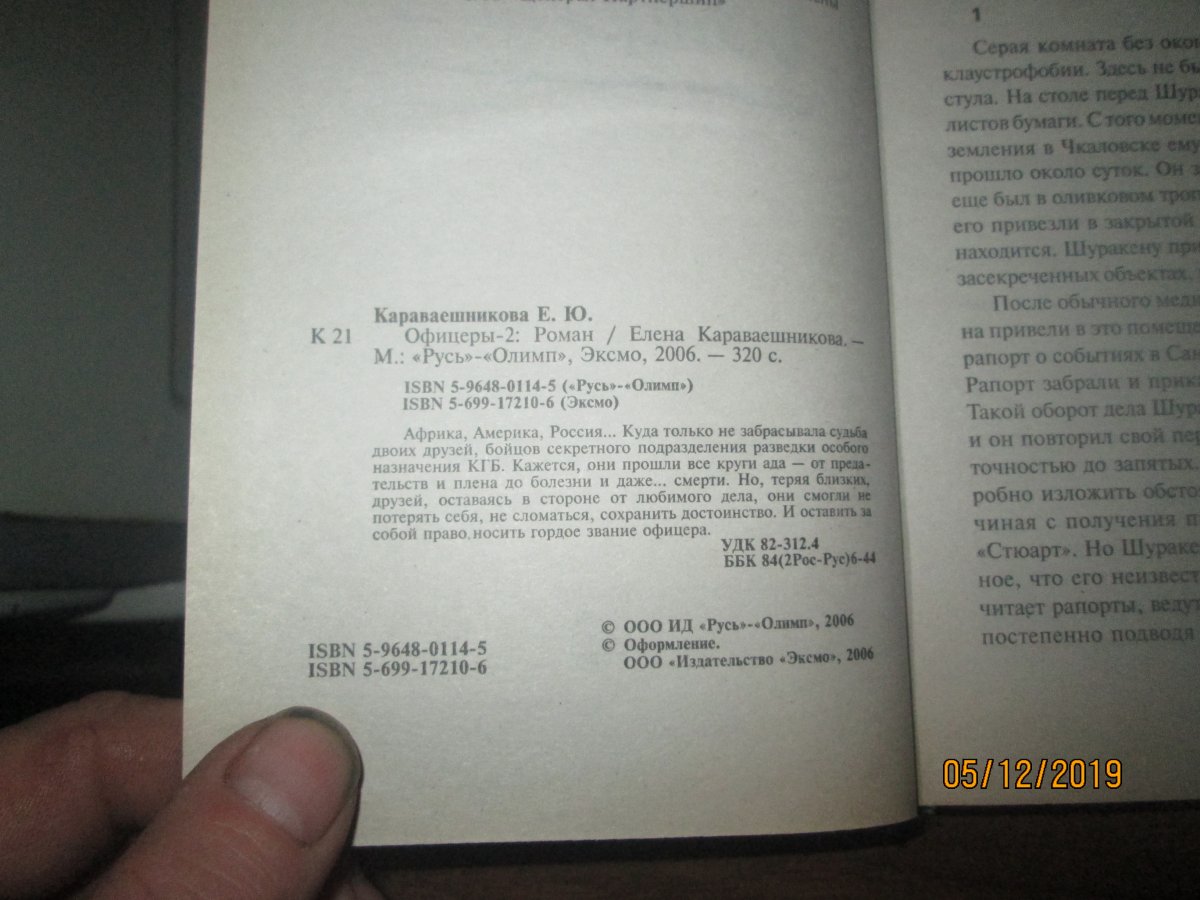 Партнершип»
Караваешникова Е. Ю.
К 21 Офицеры-2: Роман / Елена Караваешникова. —
М.: «Русь»-«Олимп», Эксмо, 2006. — 320 с.
ISBN 5-9648-0114-5 («Русь»-«Олимп»)
ISBN 5-699-17210-6 (Эксмо)
Африка, Америка, Россия... Куда только не забрасывала судьба
двоих друзей, бойцов секретного подразделения разведки особого
назначения КГБ. Кажется, они прошли все круги ада — от преда-
тельств и плена до болезни и даже... смерти. Но, теряя близких,
друзей, оставаясь в стороне от любимого дела, они смогли не
потерять себя, не сломаться, сохранить достоинство. И оставить за
собой право носить гордое звание офицера.
УДК 82-312.4
ББК 84(2Рос-Рус)6-44
ISBN 5-9648-0114-5
ISBN 5-699-17210-6
© ООО ИД «Русь»-«Олимп», 2006
© Оформление.
ООО «Издательство «Эксмо», 2006
1
Серая комната без окон
клаустрофобии. Здесь не бы
стула. На столе перед Шур
листов бумаги. С того моме
земления в Чкаловске ему
прошло около суток. Он з
еще был в оливковом троп
его привезли в закрытой
находится. Шуракену при
засекреченных объектах.
После обычного меди
на привели в это помещ
рапорт о событиях в Сан
Рапорт забрали и прика
Такой оборот дела Шур
и он повторил свой пер
точностью до запятых.
робно изложить обсто
чиная с получения п
«Стюарт». Но Шураке
ное, что его неизвест
читает рапорты, ведут
постепенно подводя
05/12/2019